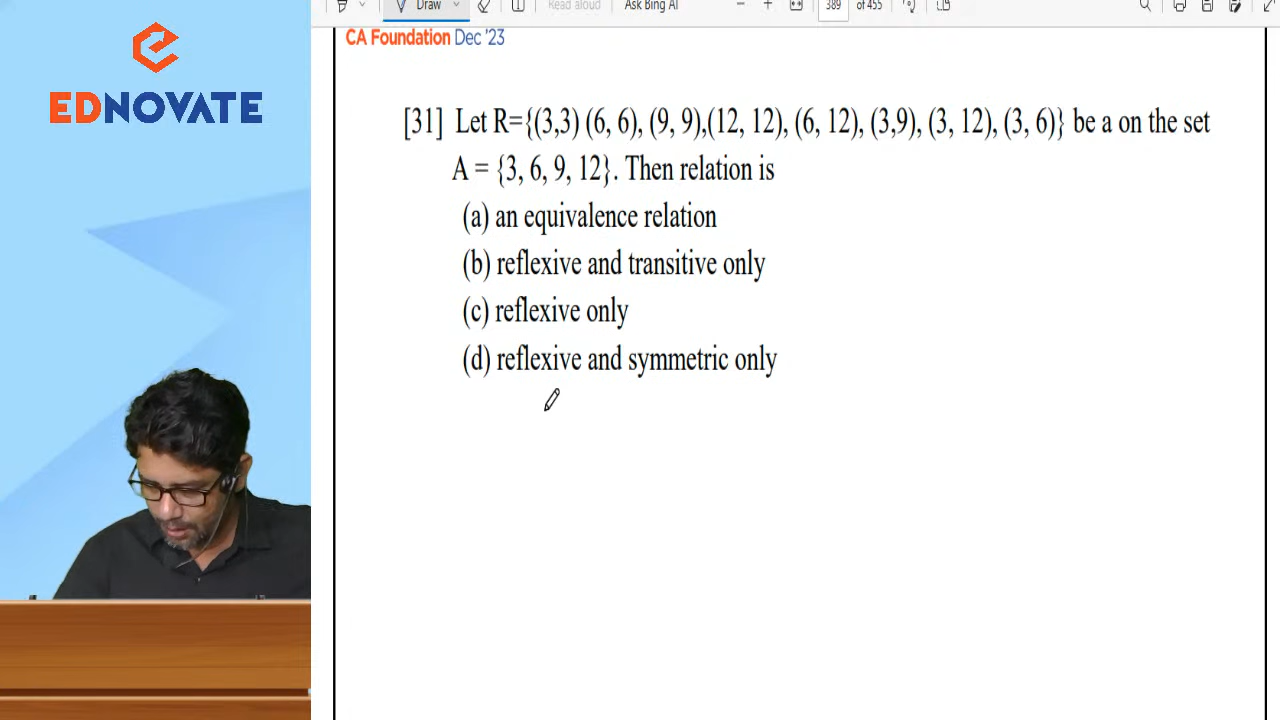 Draw
Read aloud
Ask Bing AI
389 of 455
CA Foundation Dec '23
EDNOVATE
[31] Let R={(3,3) (6, 6), (9, 9),(12, 12), (6, 12), (3,9), (3, 12), (3, 6)} be a on the set
A = {3, 6, 9, 12}. Then relation is
(a) an equivalence relation
(b) reflexive and transitive only
(c) reflexive only
(d) reflexive and symmetric only